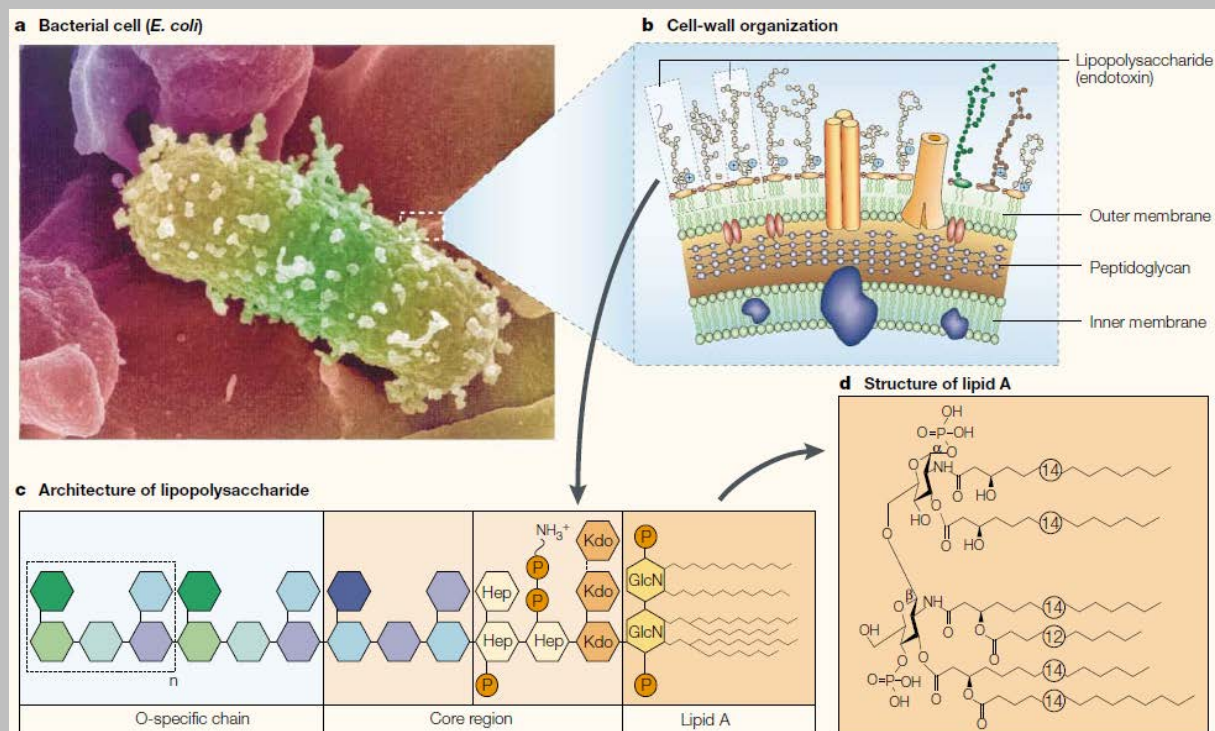 a Bacterial cell (E. coli)
b Cell-wall organization
Lipopolysaccharide
(endotoxin)
Outer membrane
Peptidoglycan
Inner membrane
c Architecture of lipopolysaccharide
NH₃⁺
P
P
Hep
Hep
Hep
P
Kdo
Kdo
Kdo
P
GlcN
GlcN
P
n
O-specific chain
Core region
Lipid A
d Structure of lipid A
OH
O=P-OH
O
α
O
NH
14
O
HO
O
HO
O
14
O
HO
O
β
O
NH
14
O
O
12
OH
O
O
14
O=P-OH
OH
O
O
14
O